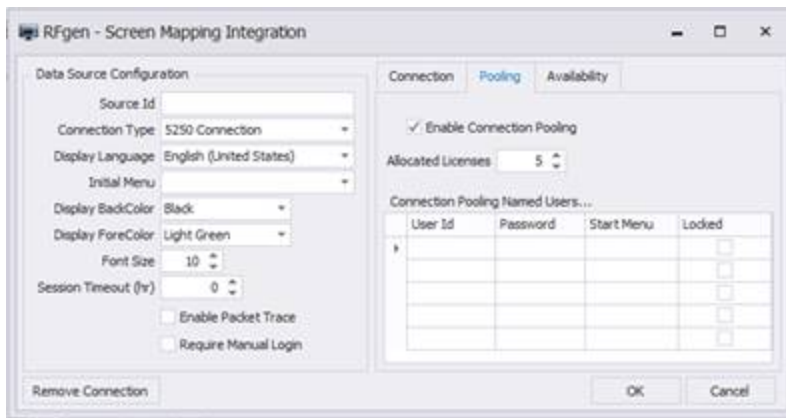 RFgen - Screen Mapping Integration
Data Source Configuration
Source Id
Connection Type 5250 Connection
Display Language English (United States)
Initial Menu
Display BackColor Black
Display ForeColor Light Green
Font Size 10
Session Timeout (hr) 0
Enable Packet Trace
Require Manual Login
Connection Pooling Availability
Enable Connection Pooling
Allocated Licenses 5
Connection Pooling Named Users...
User Id Password Start Menu Locked
Remove Connection OK Cancel